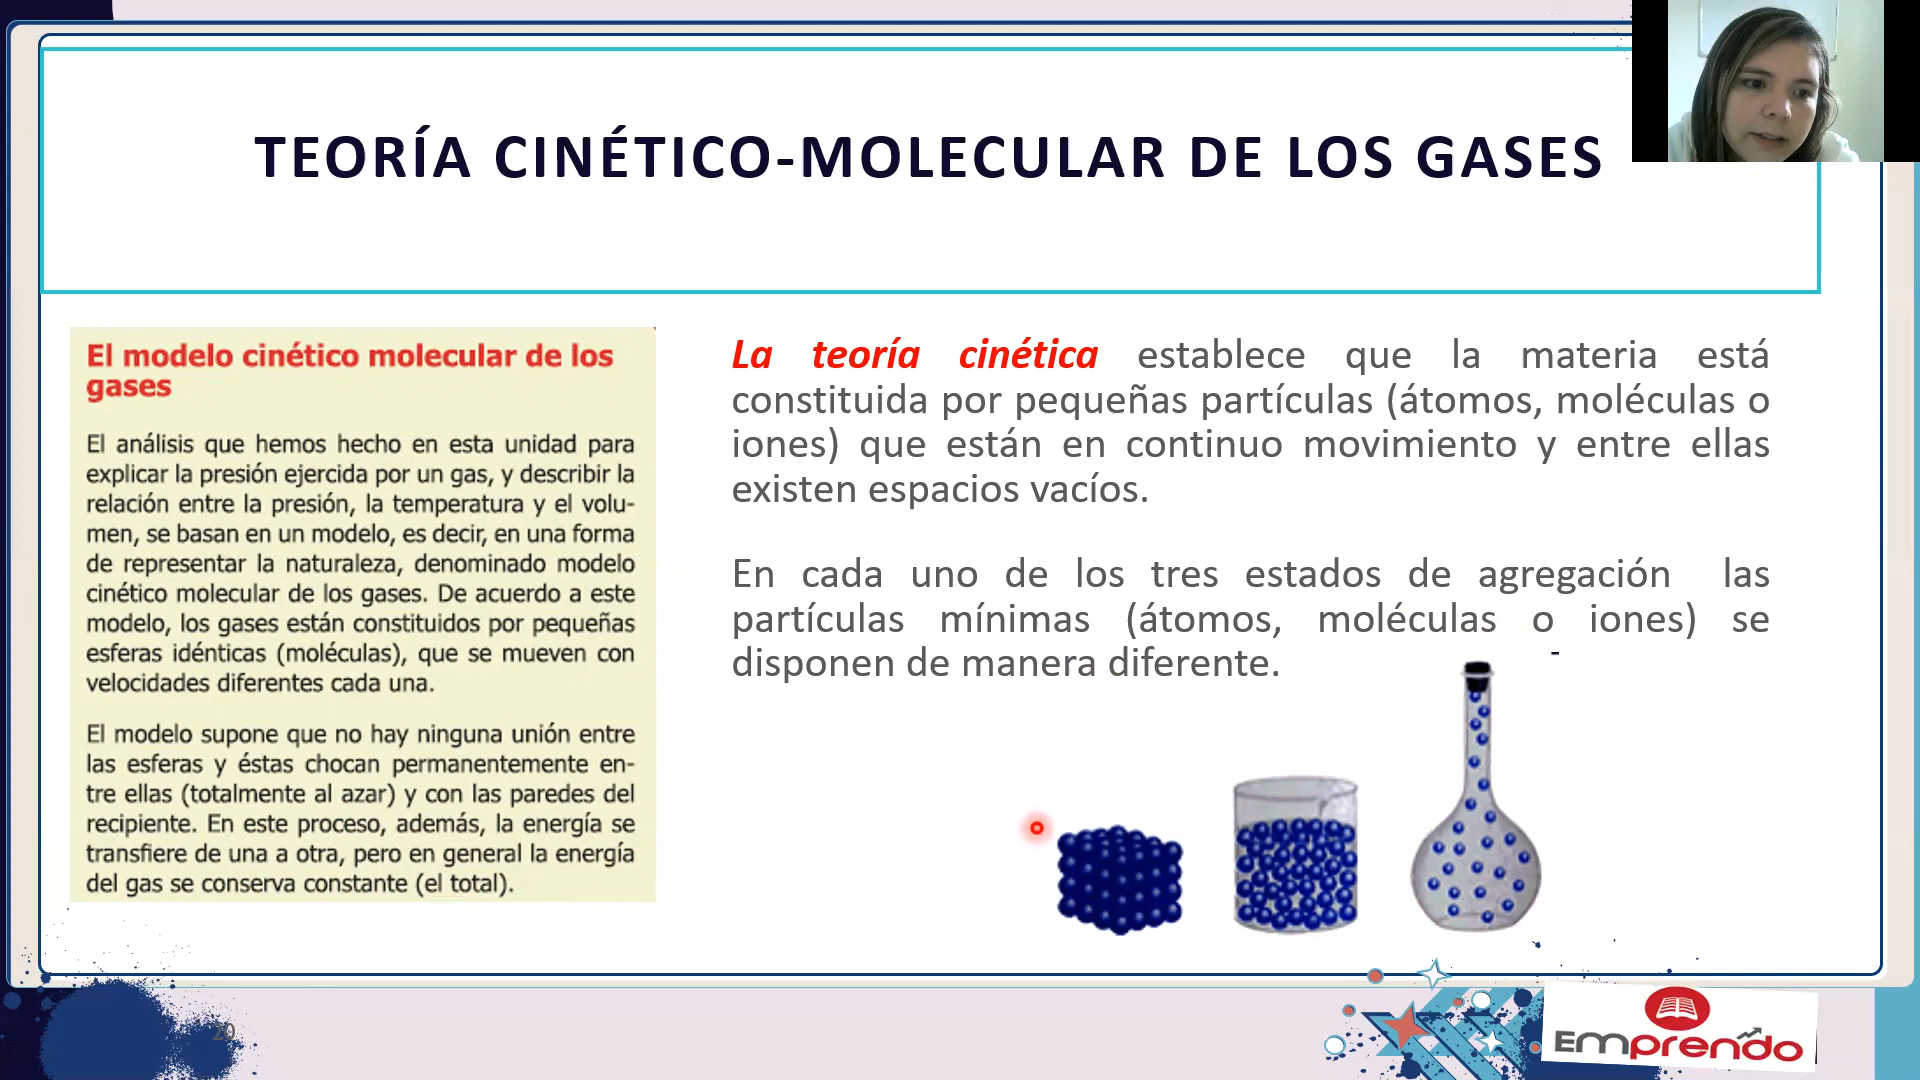 TEORÍA CINÉTICO-MOLECULAR DE LOS GASES
El modelo cinético molecular de los
gases
El análisis que hemos hecho en esta unidad para
explicar la presión ejercida por un gas, y describir la
relación entre la presión, la temperatura y el volu-
men, se basan en un modelo, es decir, en una forma
de representar la naturaleza, denominado modelo
cinético molecular de los gases. De acuerdo a este
modelo, los gases están constituidos por pequeñas
esferas idénticas (moléculas), que se mueven con
velocidades diferentes cada una.
El modelo supone que no hay ninguna unión entre
las esferas y éstas chocan permanentemente en-
tre ellas (totalmente al azar) y con las paredes del
recipiente. En este proceso, además, la energía se
transfiere de una a otra, pero en general la energía
del gas se conserva constante (el total).
La teoría cinética establece que la materia está
constituida por pequeñas partículas (átomos, moléculas o
iones) que están en continuo movimiento y entre ellas
existen espacios vacíos.
En cada uno de los tres estados de agregación las
partículas mínimas (átomos, moléculas o iones) se
disponen de manera diferente.
20
Emprendo